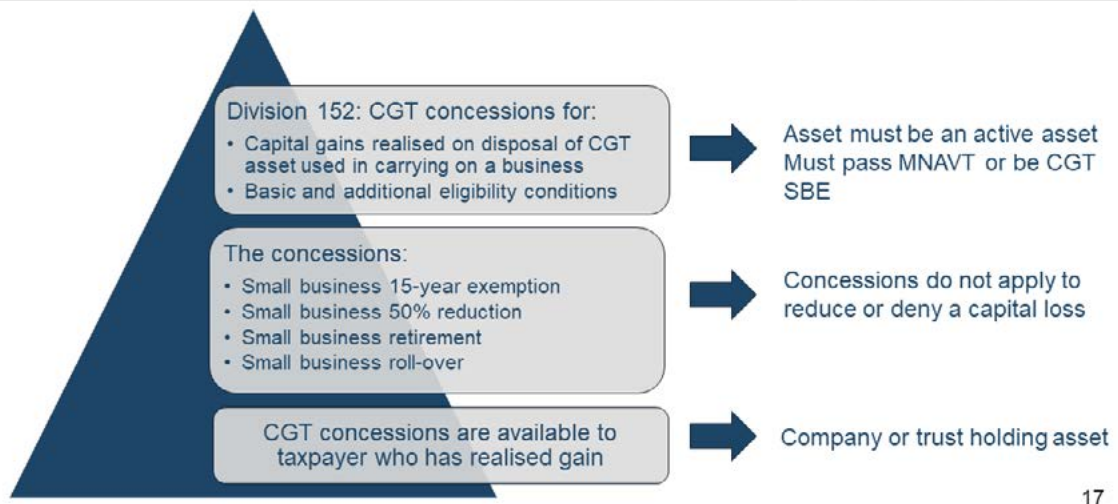 Division 152: CGT concessions for:
• Capital gains realised on disposal of CGT
asset used in carrying on a business
• Basic and additional eligibility conditions
Asset must be an active asset
Must pass MNAVT or be CGT
SBE
The concessions:
• Small business 15-year exemption
• Small business 50% reduction
• Small business retirement
• Small business roll-over
Concessions do not apply to
reduce or deny a capital loss
CGT concessions are available to
taxpayer who has realised gain
Company or trust holding asset
17